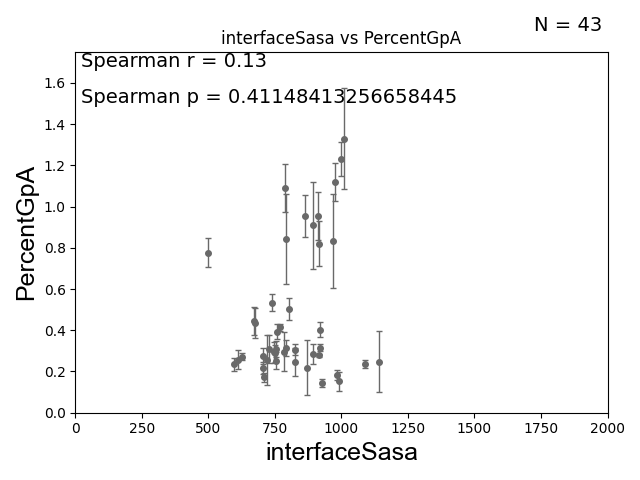 N = 43
interfaceSasa vs PercentGpA
Spearman r = 0.13
Spearman p = 0.41148413256658445
PercentGpA
1.6
1.4
1.2
1.0
0.8
0.6
0.4
0.2
0.0
0 250 500 750 1000 1250 1500 1750 2000
interfaceSasa